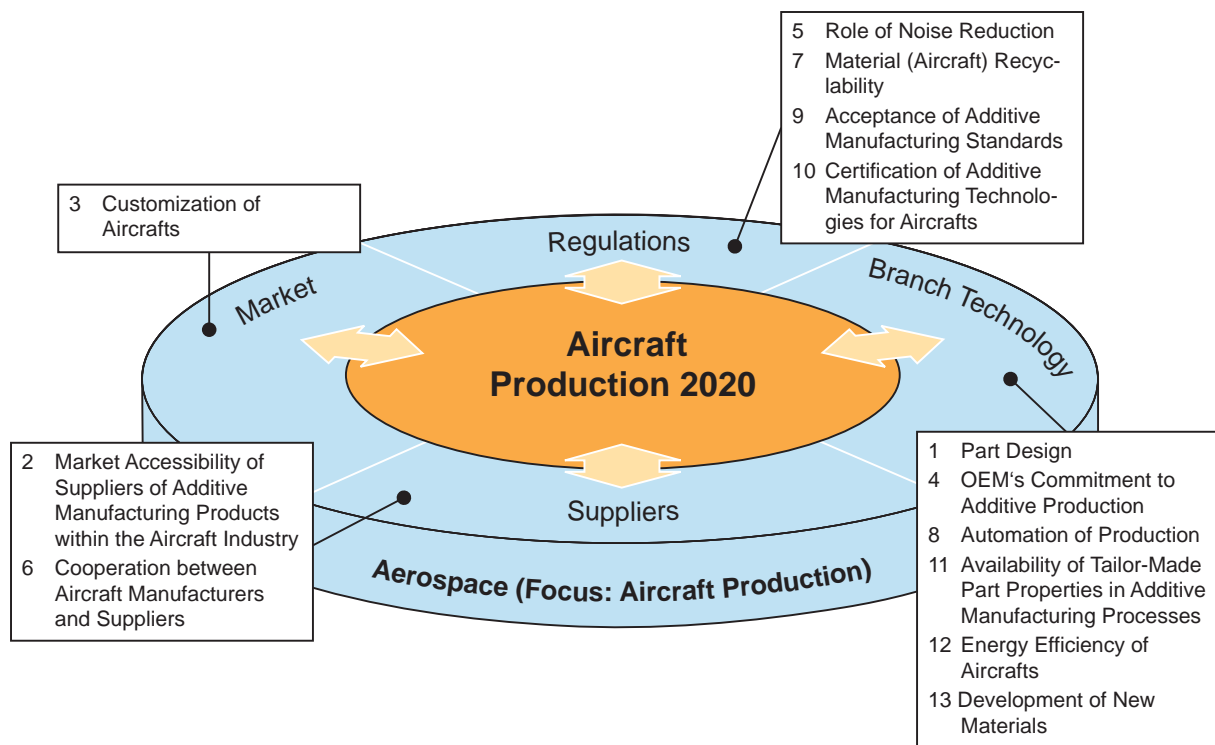 5 Role of Noise Reduction
7 Material (Aircraft) Recyc-
lability
9 Acceptance of Additive
Manufacturing Standards
10 Certification of Additive
Manufacturing Technolo-
gies for Aircrafts
3 Customization of
Aircrafts
Regulations
Market
Branch Technology
Aircraft
Production 2020
Suppliers
Aerospace (Focus: Aircraft Production)
2 Market Accessibility of
Suppliers of Additive
Manufacturing Products
within the Aircraft Industry
6 Cooperation between
Aircraft Manufacturers
and Suppliers
1 Part Design
4 OEM‘s Commitment to
Additive Production
8 Automation of Production
11 Availability of Tailor-Made
Part Properties in Additive
Manufacturing Processes
12 Energy Efficiency of
Aircrafts
13 Development of New
Materials